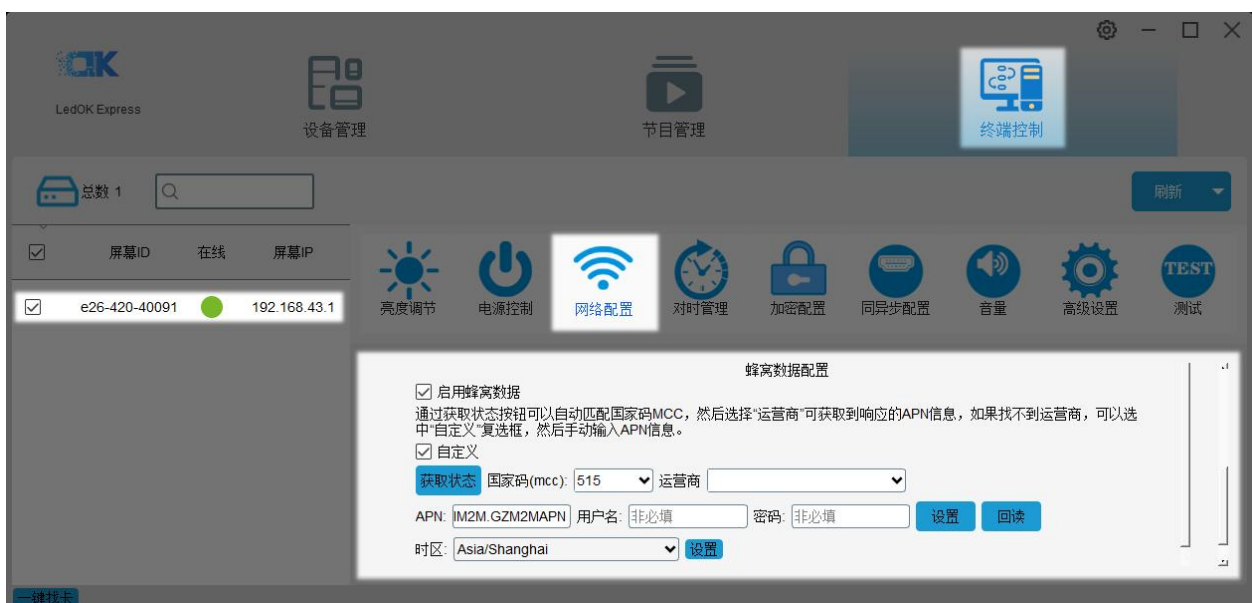 LedOK Express
设备管理
节目管理
终端控制
总数 1
刷新
屏幕ID 在线 屏幕IP
e26-420-40091 192.168.43.1
亮度调节 电源控制 网络配置 对时管理 加密配置 同异步配置 音量 高级设置 TEST 测试
蜂窝数据配置
启用蜂窝数据
通过获取状态按钮可以自动匹配国家码MCC，然后选择“运营商”可获取到响应的APN信息，如果找不到运营商，可以选
中“自定义”复选框，然后手动输入APN信息。
自定义
获取状态 国家码(mcc): 515 运营商
APN: IM2M.GZM2MAPN 用户名: 非必填 密码: 非必填 设置 回读
时区: Asia/Shanghai 设置
一键找卡